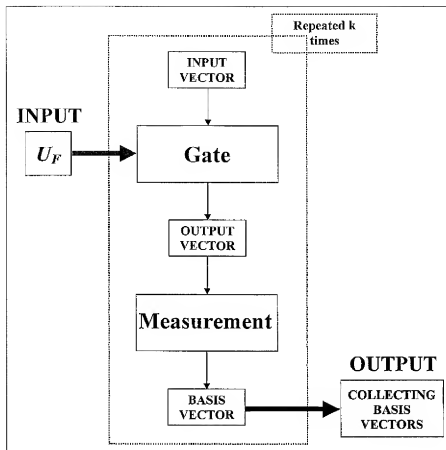 Repeated k
times
INPUT
VECTOR
INPUT
U_F
Gate
OUTPUT
VECTOR
Measurement
BASIS
VECTOR
OUTPUT
COLLECTING
BASIS
VECTORS